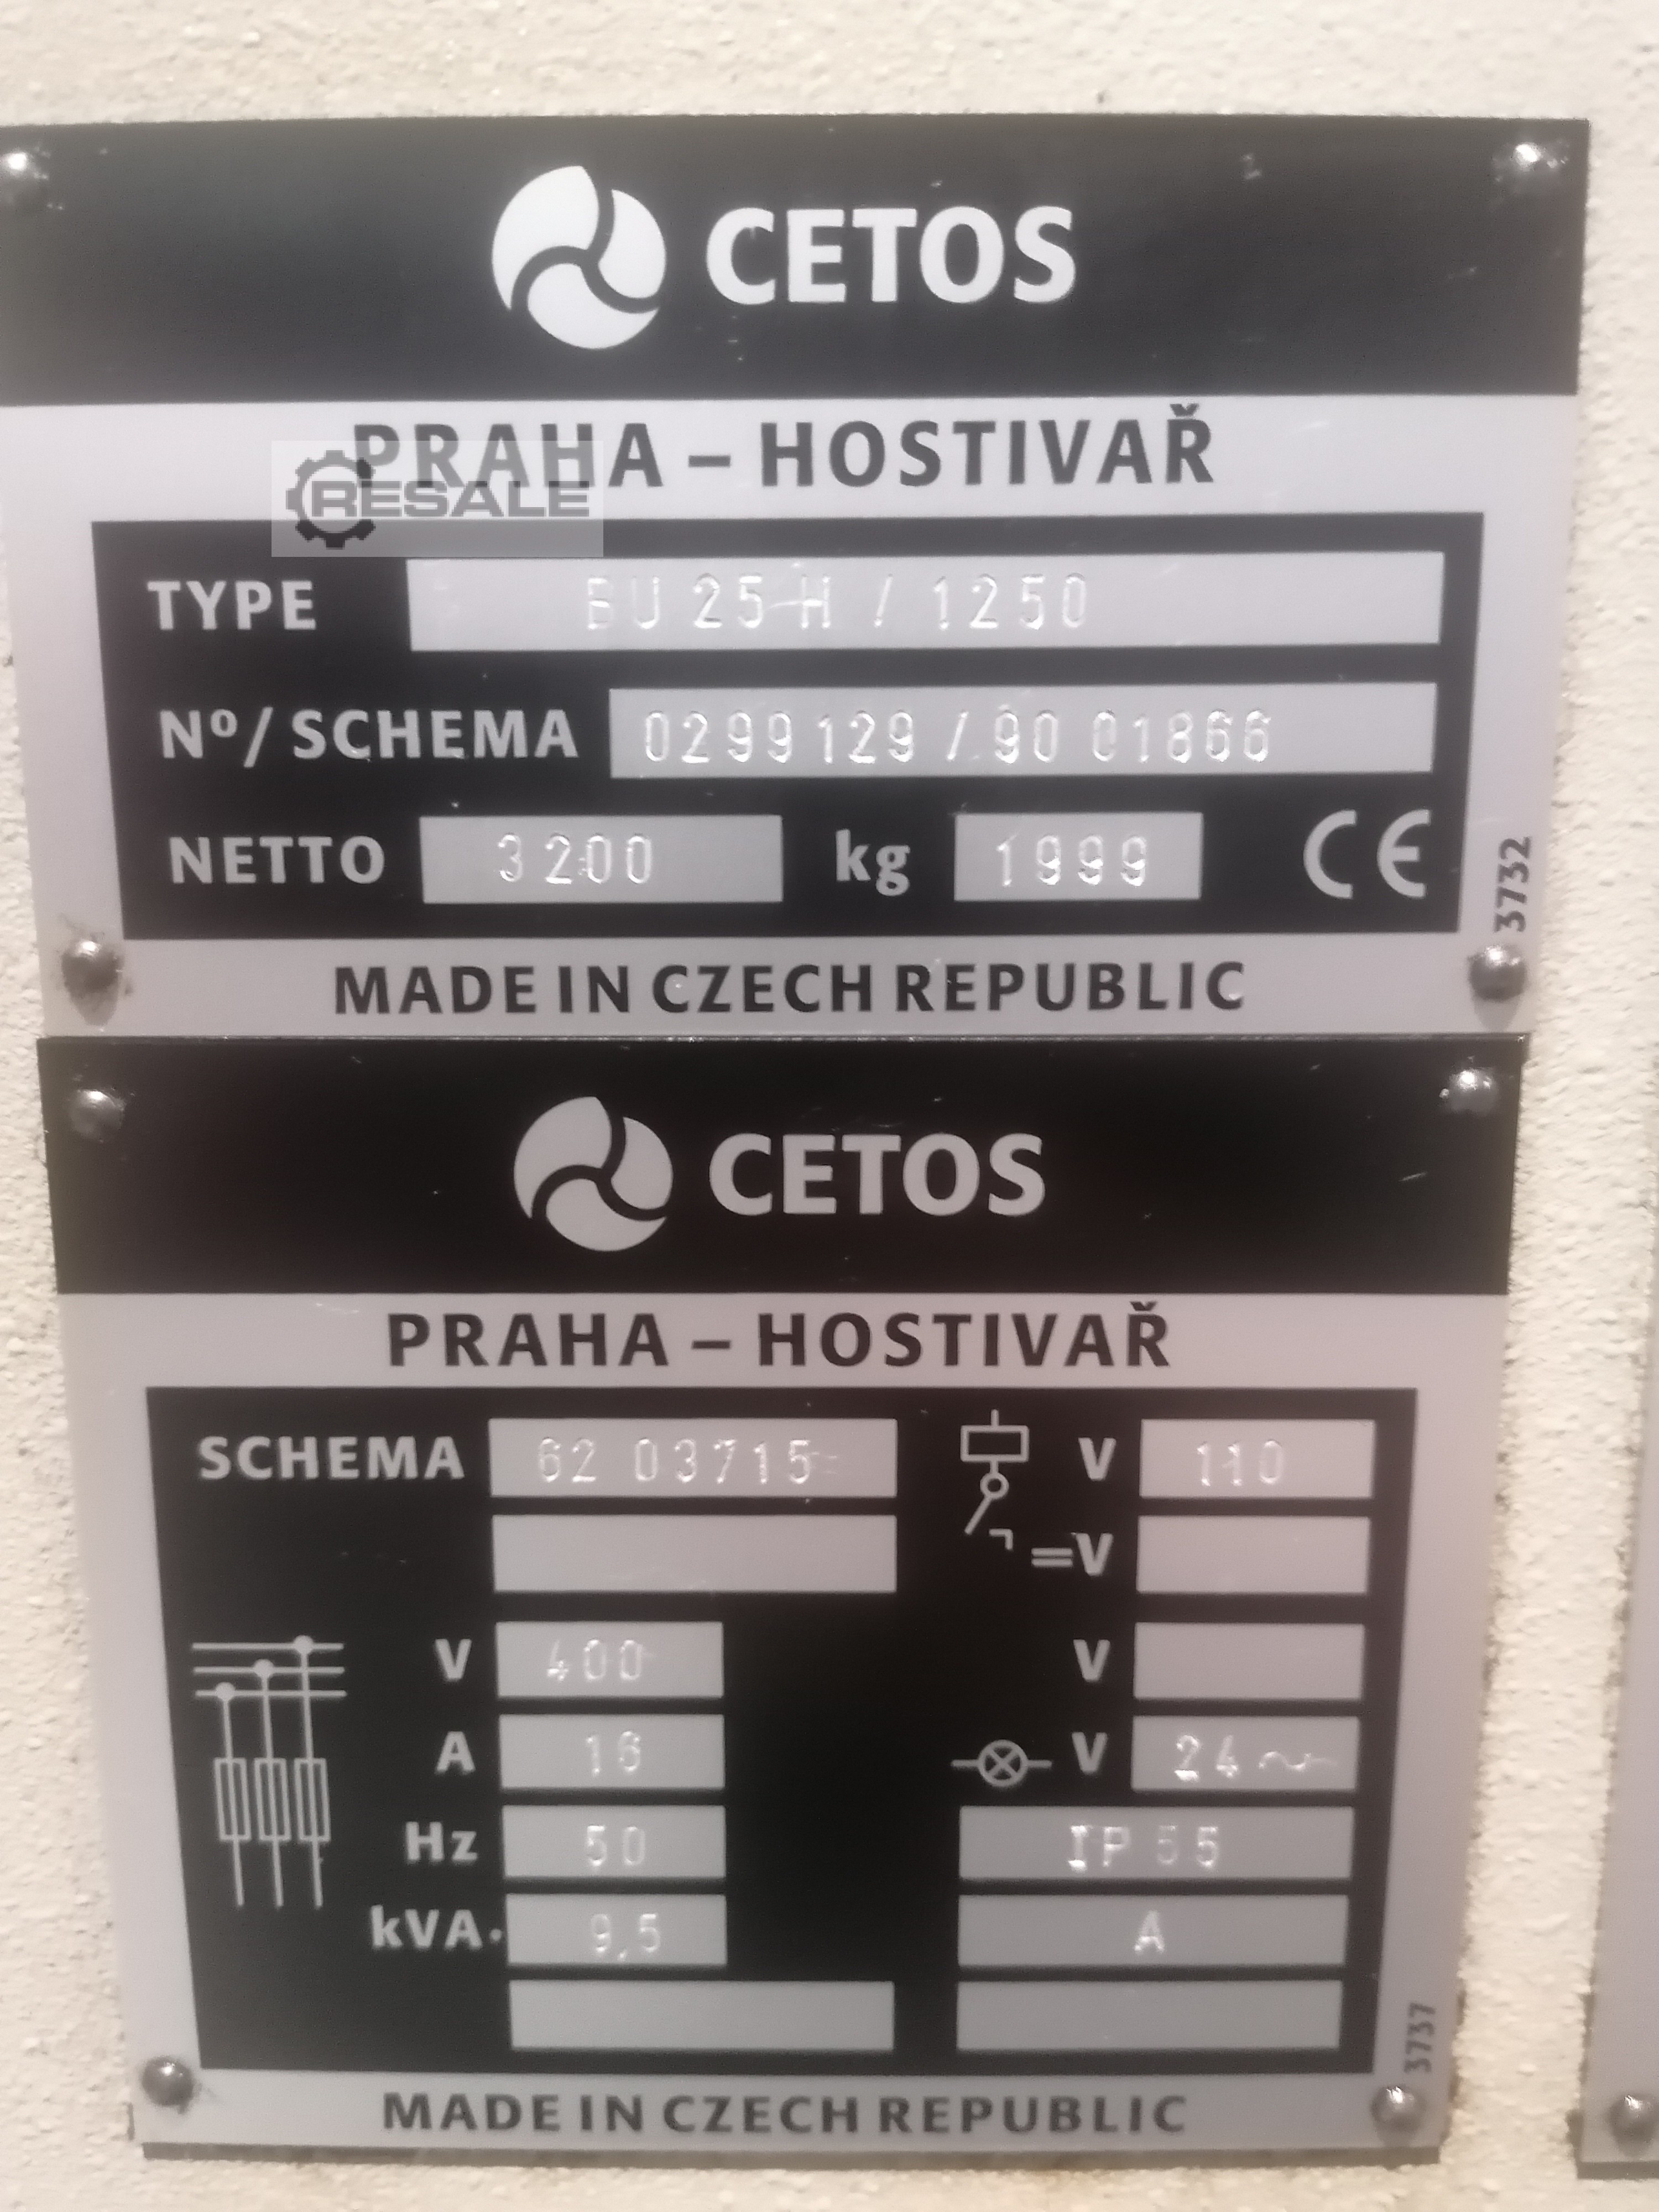 CETOS
PRAHA – HOSTIVAŘ
RESALE
TYPE BU 25 H / 1250
Nº/ SCHEMA 0299129 / 90 01866
NETTO 3200 kg 1999 CE
3732
MADE IN CZECH REPUBLIC
CETOS
PRAHA – HOSTIVAŘ
SCHEMA 62 03715 V 110
=V
V 400 V
A 16 V 24 ~
Hz 50 IP 55
kVA 9,5 A
3737
MADE IN CZECH REPUBLIC